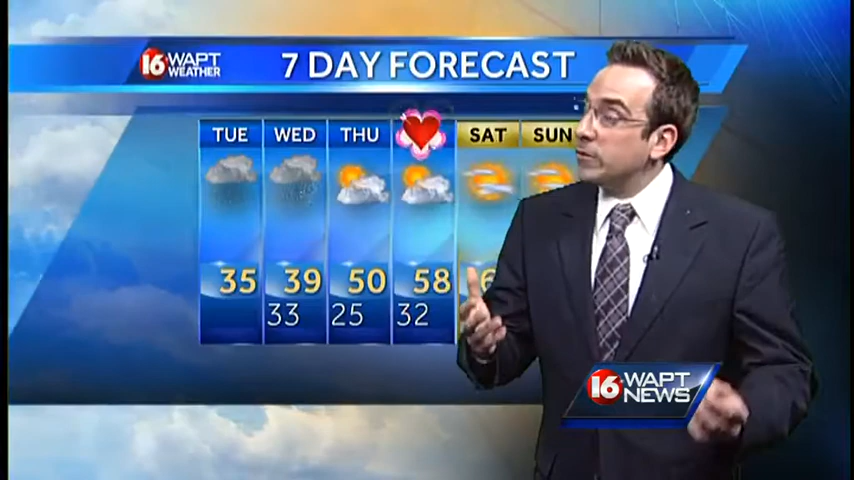 16 WAPT
WEATHER
7 DAY FORECAST
TUE WED THU SAT SUN
35 39 50 58
33 25 32
16 WAPT
NEWS